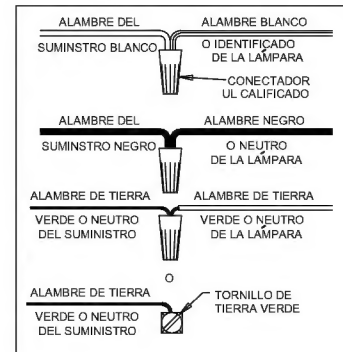 ALAMBRE DEL ALAMBRE BLANCO
SUMINSTRO BLANCO O IDENTIFICADO
DE LA LÁMPARA
CONECTADOR
UL CALIFICADO
ALAMBRE DEL ALAMBRE NEGRO
SUMINSTRO NEGRO O NEUTRO
DE LA LÁMPARA
ALAMBRE DE TIERRA ALAMBRE DE TIERRA
VERDE O NEUTRO VERDE O NEUTRO
DEL SUMINISTRO DE LA LÁMPARA
O
ALAMBRE DE TIERRA TORNILLO DE
VERDE O NEUTRO TIERRA VERDE
DEL SUMINISTRO